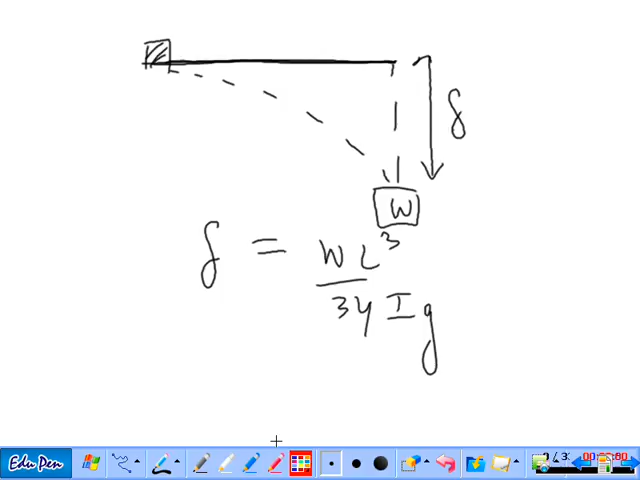 δ
W
δ = WL³
3YIg
Edu Pen